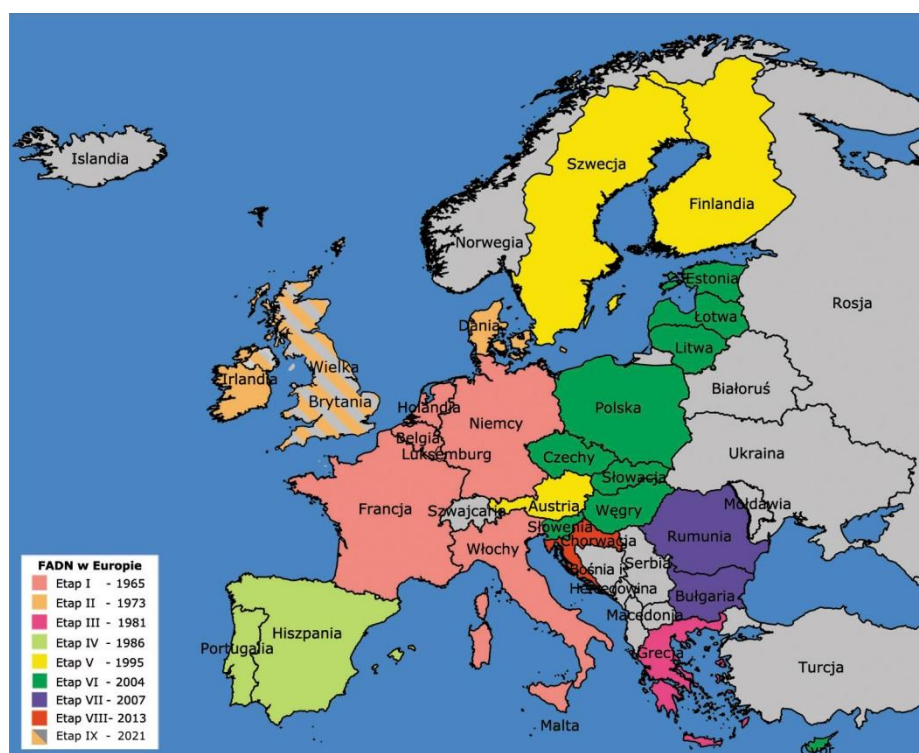 Islandia
Szwecja
Finlandia
Norwegia
Estonia
Rosja
Łotwa
Dania
Litwa
Irlandia
Wielka
Brytania
Białoruś
Holandia
Niemcy
Polska
Belgia
Luksemburg
Czechy
Ukraina
Słowacja
Francja
Szwajcaria
Austria
Węgry
Mołdawia
Słowenia
Chorwacja
Rumunia
Włochy
Serbia
Bośnia i
Hercegowina
Bułgaria
Macedonia
Hiszpania
Portugalia
Grecja
Turcja
Malta
FADN w Europie
Etap I - 1965
Etap II - 1973
Etap III - 1981
Etap IV - 1986
Etap V - 1995
Etap VI - 2004
Etap VII - 2007
Etap VIII- 2013
Etap IX - 2021